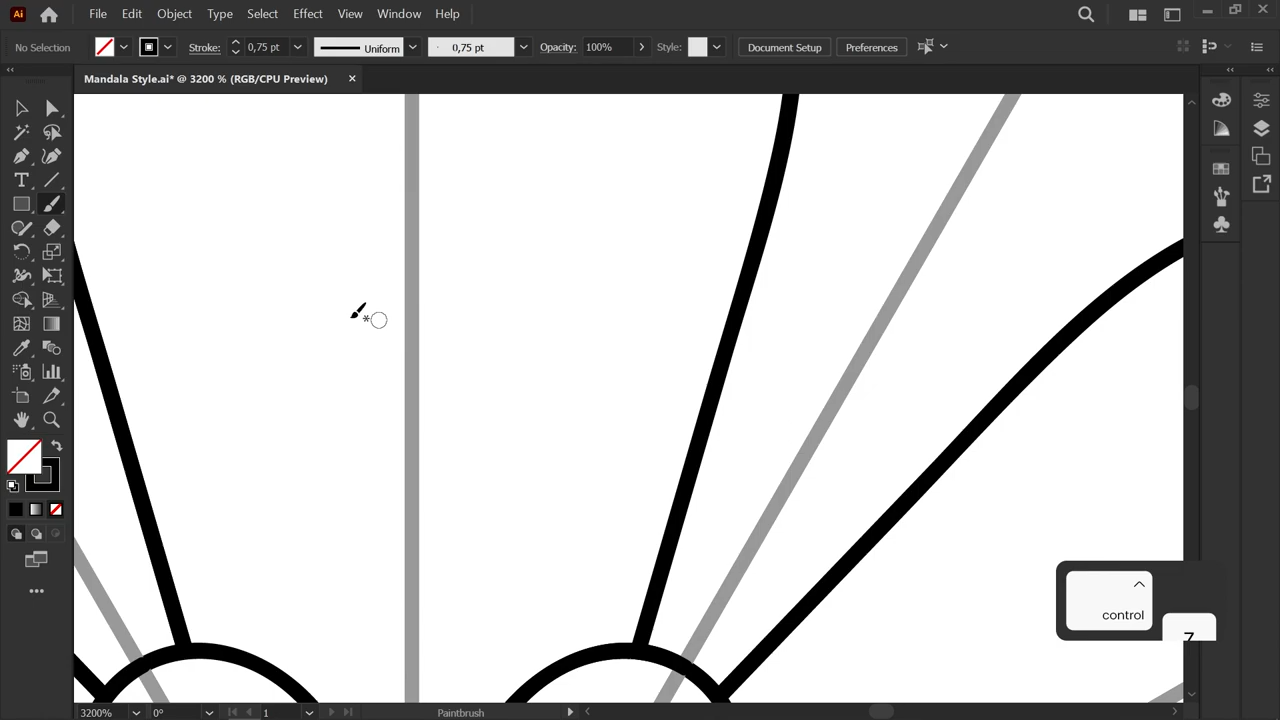 Ai File Edit Object Type Select Effect View Window Help
No Selection Stroke: 0,75 pt Uniform 0,75 pt Opacity: 100% Style: Document Setup Preferences
Mandala Style.ai* @ 3200 % (RGB/CPU Preview)
control
Z
3200% 0° 1 Paintbrush